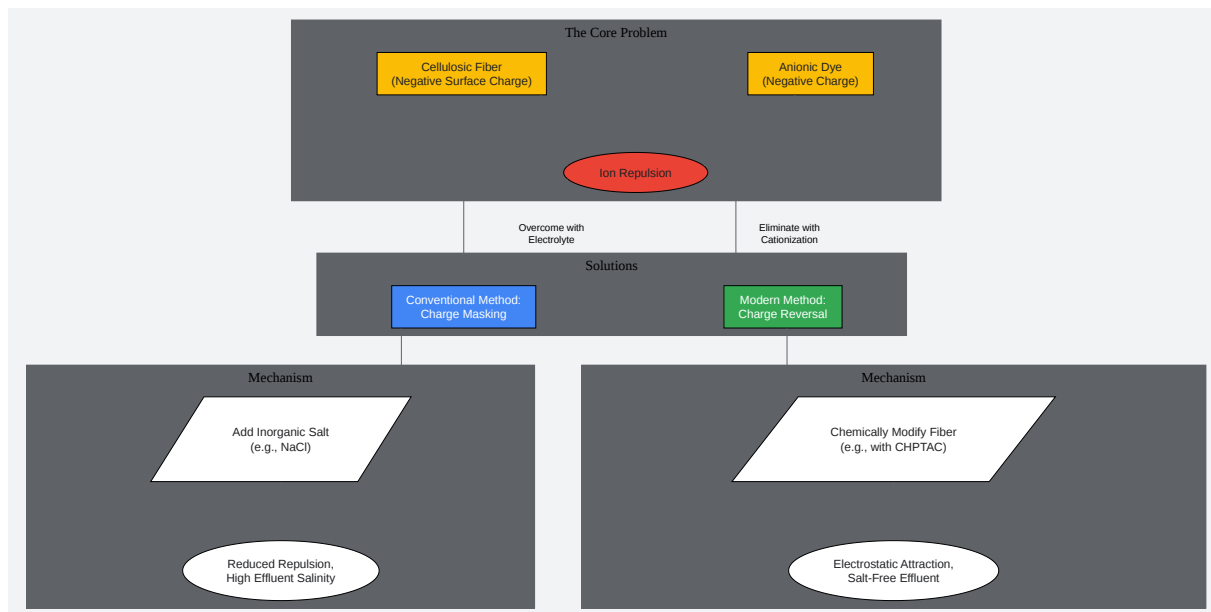 The Core Problem
Cellulosic Fiber
(Negative Surface Charge)
Anionic Dye
(Negative Charge)
Ion Repulsion
Overcome with
Electrolyte
Eliminate with
Cationization
Solutions
Conventional Method:
Charge Masking
Modern Method:
Charge Reversal
Mechanism
Add Inorganic Salt
(e.g., NaCl)
Reduced Repulsion,
High Effluent Salinity
Mechanism
Chemically Modify Fiber
(e.g., with CHPTAC)
Electrostatic Attraction,
Salt-Free Effluent